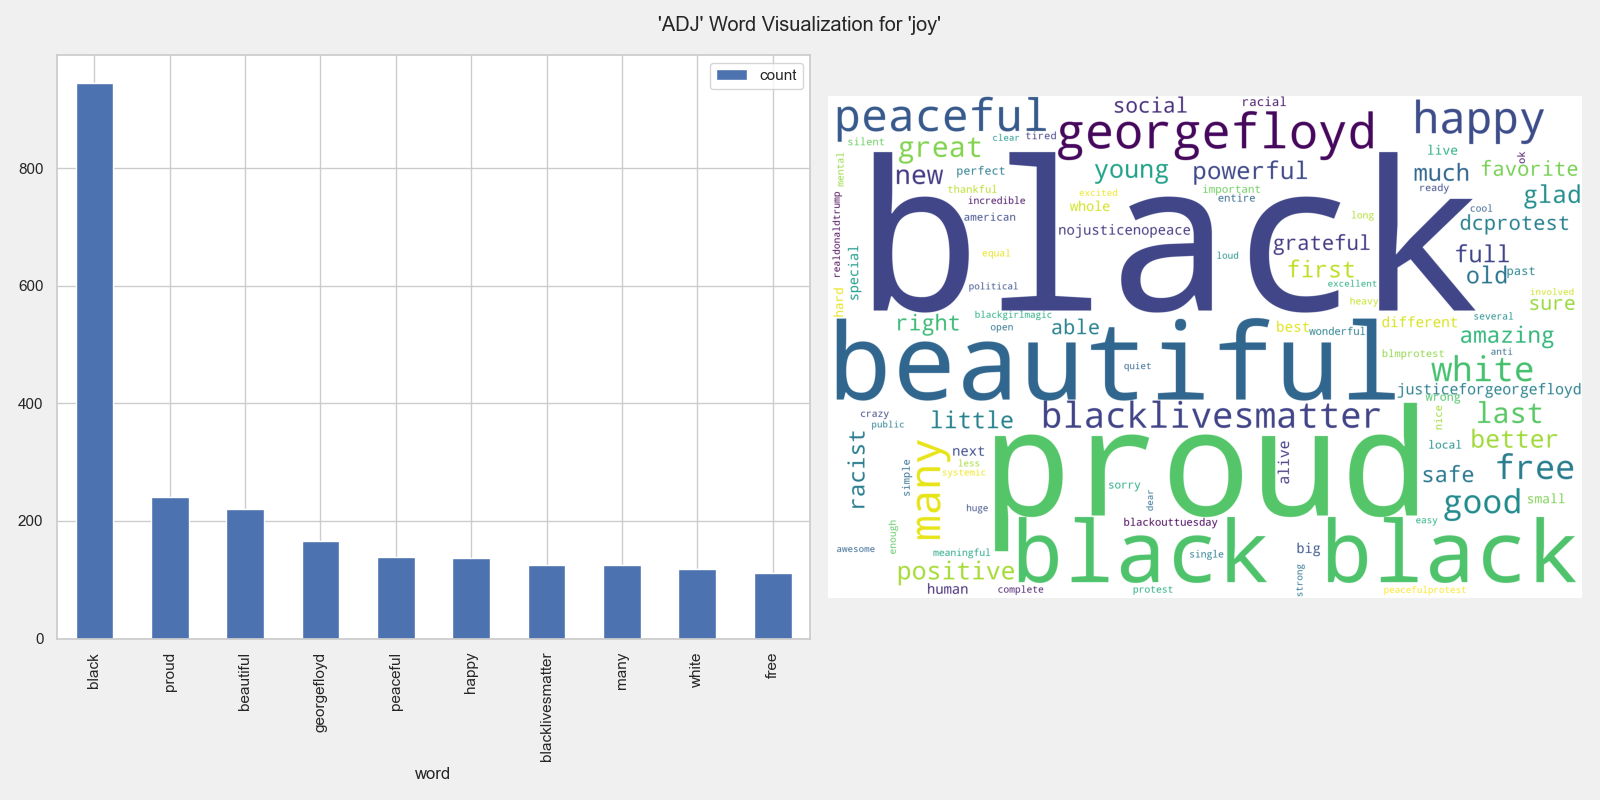 'ADJ' Word Visualization for 'joy'
count
800
600
400
200
0
black
proud
beautiful
georgefloyd
peaceful
happy
blacklivesmatter
many
white
free
word
peaceful
social
racial
georgefloyd
happy
silent
great
clear
tired
live
ok
mental
new
perfect
young
powerful
much
favorite
thankful
incredible
excited
whole
important
entire
ready
glad
american
long
cool
dcprotest
realdonaldtrump
nojusticenopeace
black
grateful
full
special
equal
loud
first
old
past
political
excellent
hard
heavy
involved
sure
right
blackgirlmagic
open
able
best
wonderful
different
several
amazing
beautiful
quiet
blmprotest
anti
white
justiceforgeorgefloyd
wrong
crazy
public
little
blacklivesmatter
nice
last
racist
many
next
less
systemic
proud
alive
local
better
simple
sorry
dear
safe
free
huge
good
small
enough
blackouttuesday
easy
awesome
meaningful
black
single
big
black
positive
strong
human
complete
protest
peacefulprotest